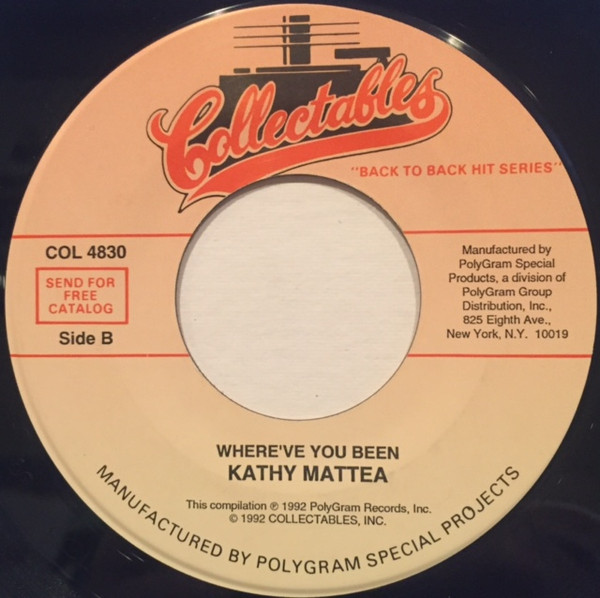 Collectables
"BACK TO BACK HIT SERIES"
COL 4830
SEND FOR
FREE
CATALOG
Side B
Manufactured by
PolyGram Special
Products, a division of
PolyGram Group
Distribution, Inc.,
825 Eighth Ave.,
New York, N.Y. 10019
WHERE'VE YOU BEEN
KATHY MATTEA
This compilation ℗ 1992 PolyGram Records, Inc.
© 1992 COLLECTABLES, INC.
MANUFACTURED BY POLYGRAM SPECIAL PROJECTS